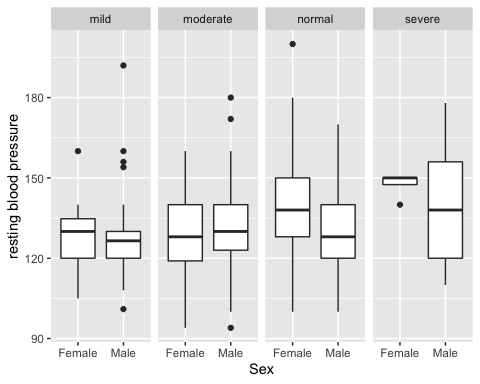 mild moderate normal severe
180
150
120
90
resting blood pressure
Female Male Female Male Female Male Female Male
Sex